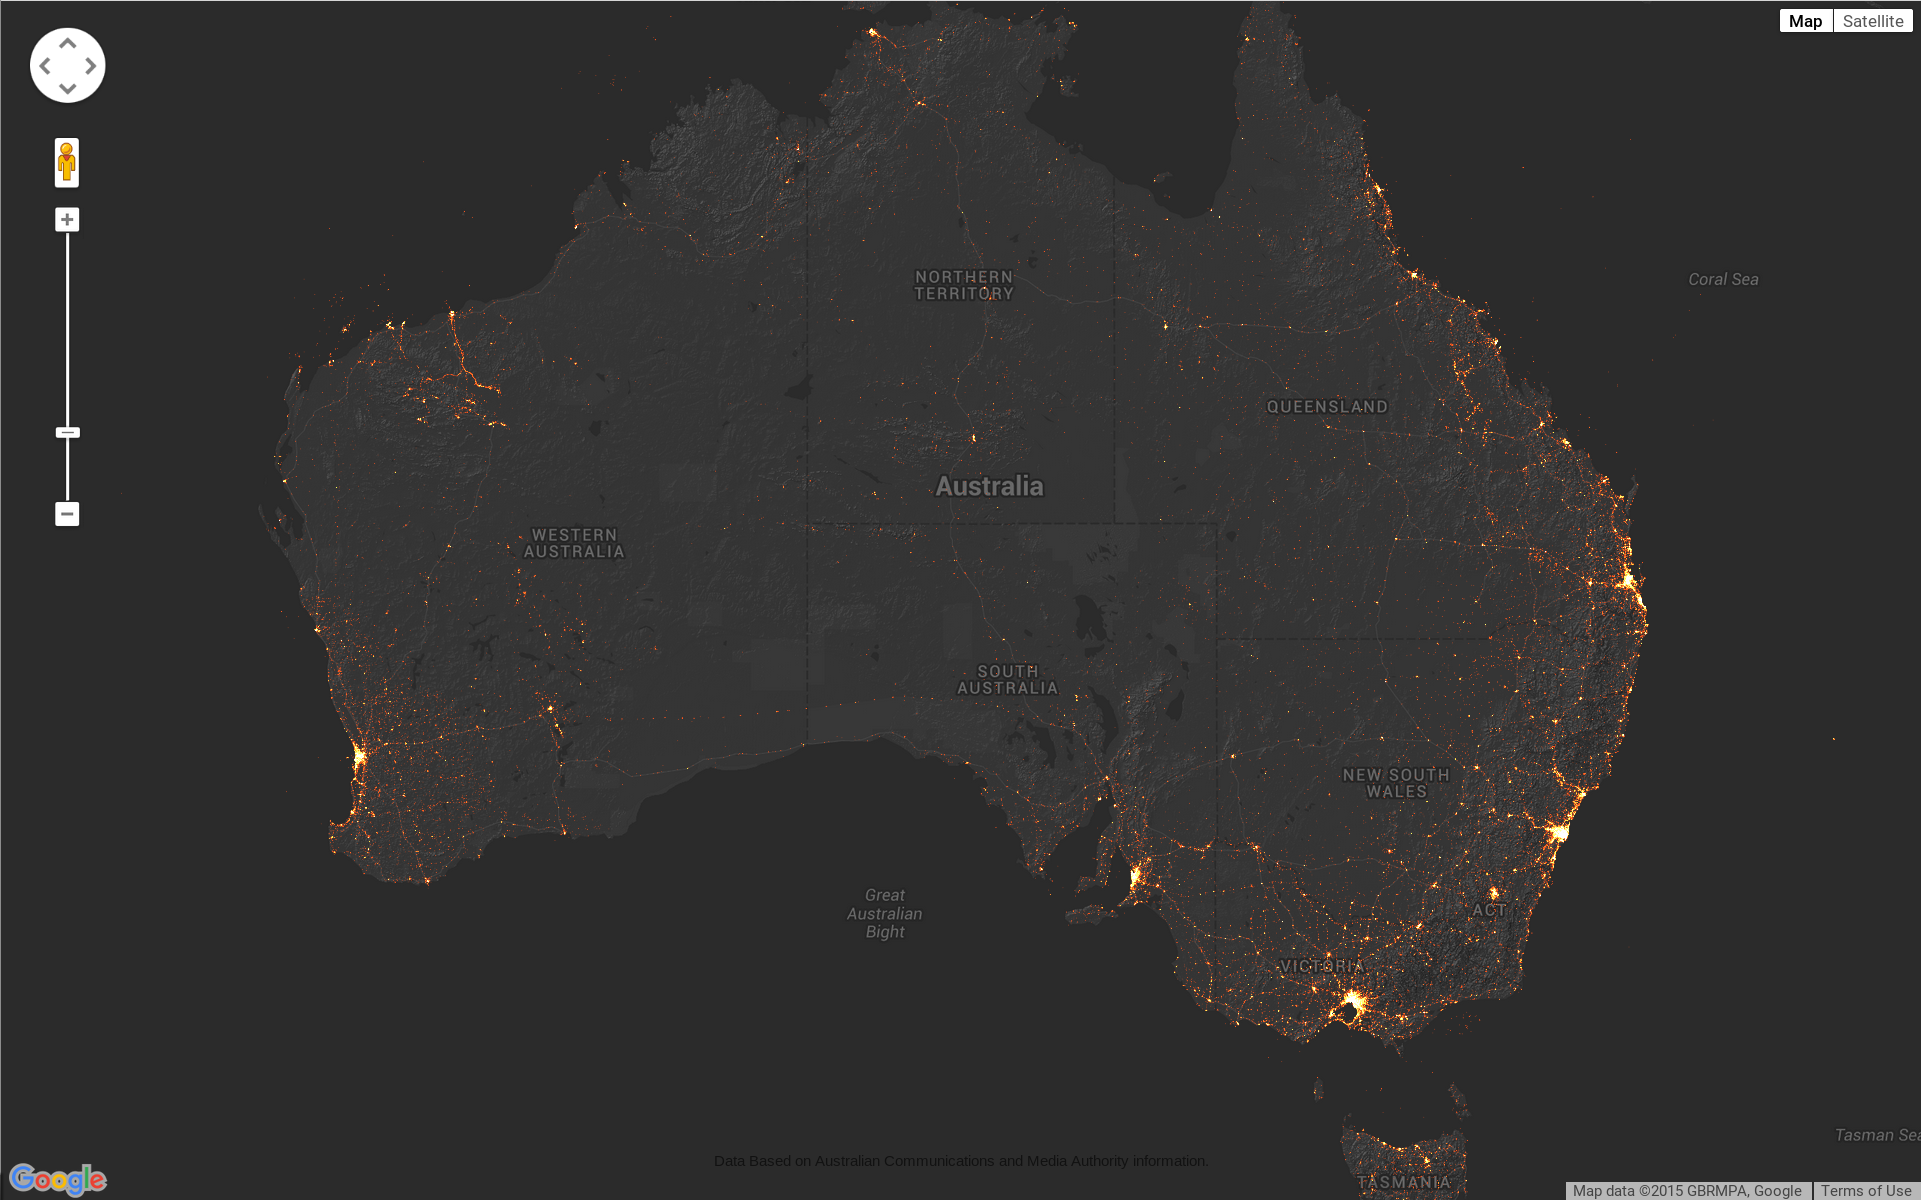 Map Satellite
NORTHERN
TERRITORY
Coral Sea
QUEENSLAND
Australia
WESTERN
AUSTRALIA
SOUTH
AUSTRALIA
NEW SOUTH
WALES
Great
Australian
Bight
ACT
VICTORIA
Tasman Sea
Data Based on Australian Communications and Media Authority information.
TASMANIA
Google
Map data ©2015 GBRMPA, Google Terms of Use